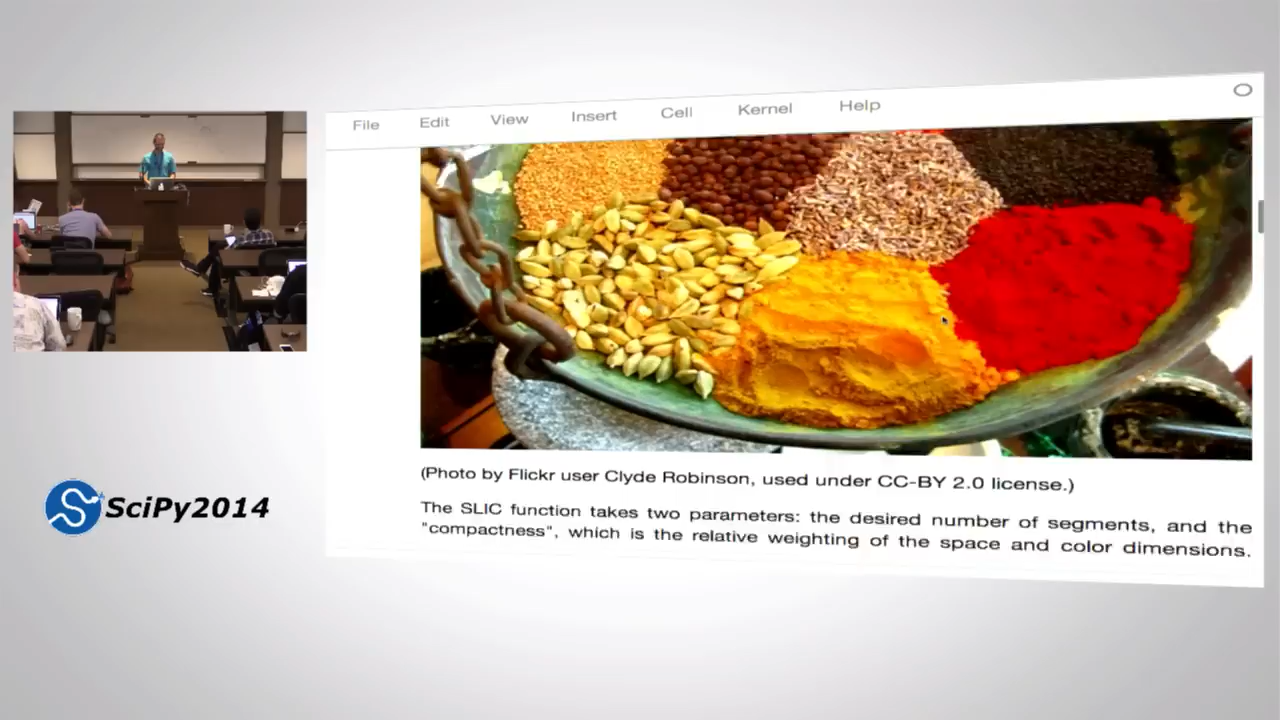 File Edit View Insert Cell Kernel Help
(Photo by Flickr user Clyde Robinson, used under CC-BY 2.0 license.)
The SLIC function takes two parameters: the desired number of segments, and the
"compactness", which is the relative weighting of the space and color dimensions.
SciPy2014